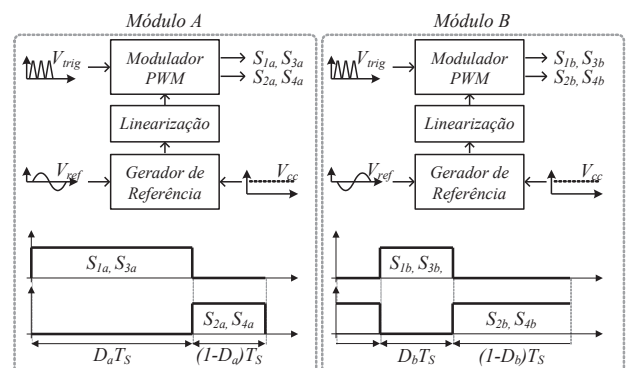 Módulo A
V_trig
Modulador PWM
S_1a, S_3a
S_2a, S_4a
Linearização
V_ref
Gerador de Referência
V_cc
S_1a, S_3a
S_2a, S_4a
D_aT_S
(1-D_a)T_S
Módulo B
V_trig
Modulador PWM
S_1b, S_3b
S_2b, S_4b
Linearização
V_ref
Gerador de Referência
V_cc
S_1b, S_3b,
S_2b, S_4b
D_bT_S
(1-D_b)T_S